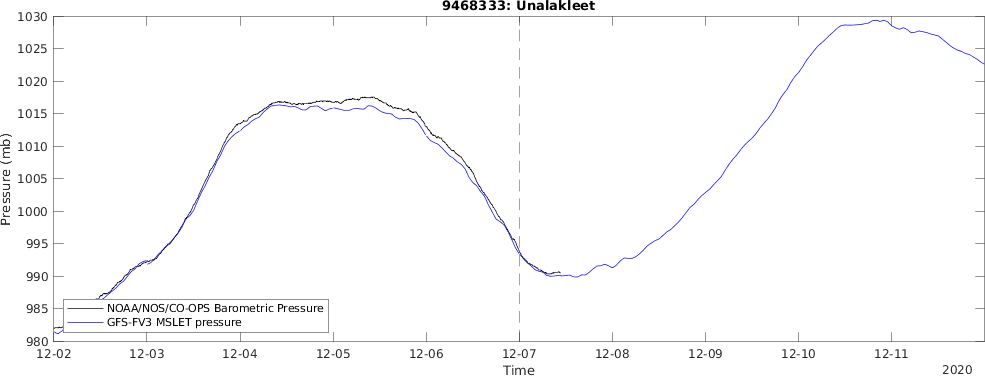 9468333: Unalakleet
1030
1025
1020
1015
1010
1005
1000
995
990
985
980
Pressure (mb)
NOAA/NOS/CO-OPS Barometric Pressure
GFS-FV3 MSLET pressure
12-02 12-03 12-04 12-05 12-06 12-07 12-08 12-09 12-10 12-11
Time
2020